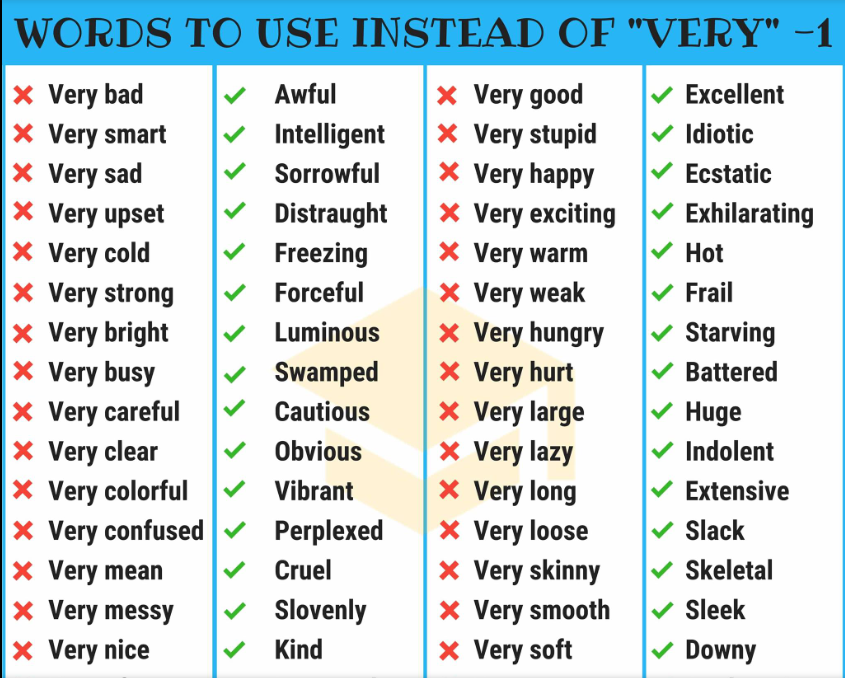 WORDS TO USE INSTEAD OF "VERY" -1
Very bad Awful Very good Excellent
Very smart Intelligent Very stupid Idiotic
Very sad Sorrowful Very happy Ecstatic
Very upset Distraught Very exciting Exhilarating
Very cold Freezing Very warm Hot
Very strong Forceful Very weak Frail
Very bright Luminous Very hungry Starving
Very busy Swamped Very hurt Battered
Very careful Cautious Very large Huge
Very clear Obvious Very lazy Indolent
Very colorful Vibrant Very long Extensive
Very confused Perplexed Very loose Slack
Very mean Cruel Very skinny Skeletal
Very messy Slovenly Very smooth Sleek
Very nice Kind Very soft Downy